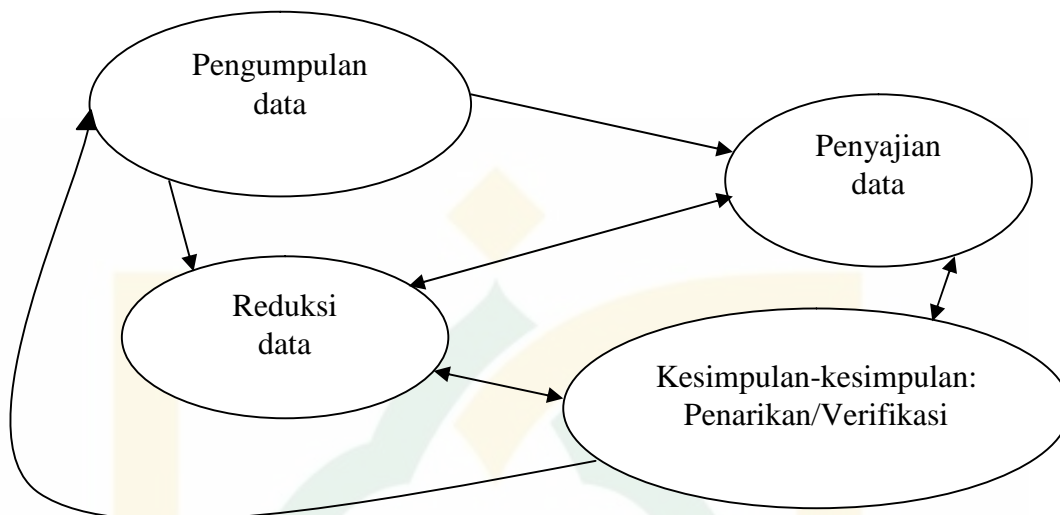 Pengumpulan
data
Penyajian
data
Reduksi
data
Kesimpulan-kesimpulan:
Penarikan/Verifikasi